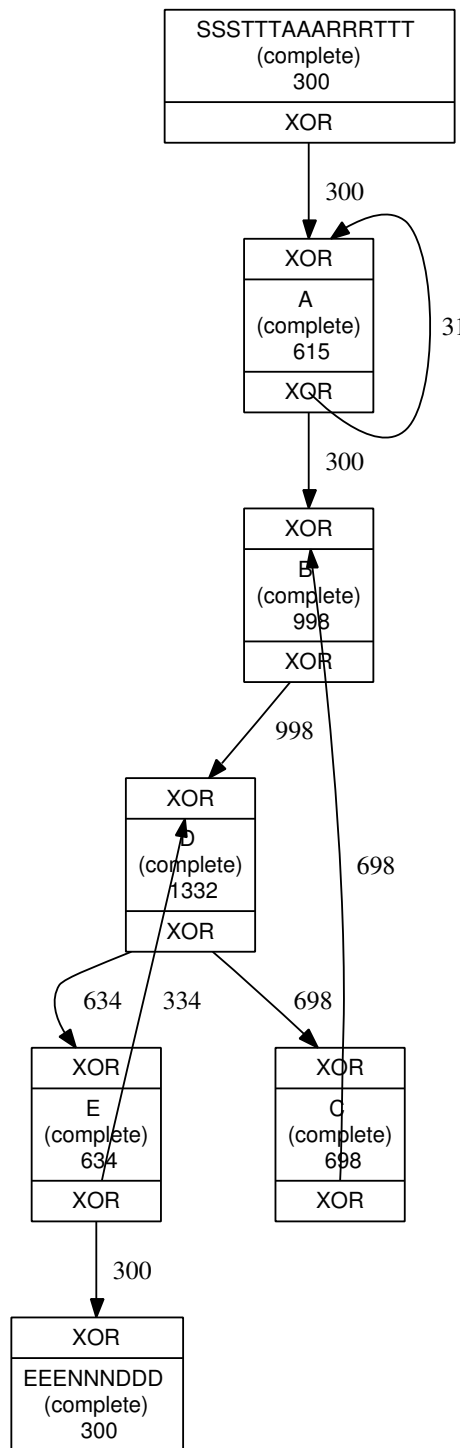 SSSTTTAAARRRTTT
(complete)
300
XOR
300
XOR
A
(complete)
615
XOR
31
300
XOR
B
(complete)
998
XOR
998
XOR
D
(complete)
1332
XOR
698
634
334
698
XOR
E
(complete)
634
XOR
XOR
C
(complete)
698
XOR
300
XOR
EEENNNDDD
(complete)
300